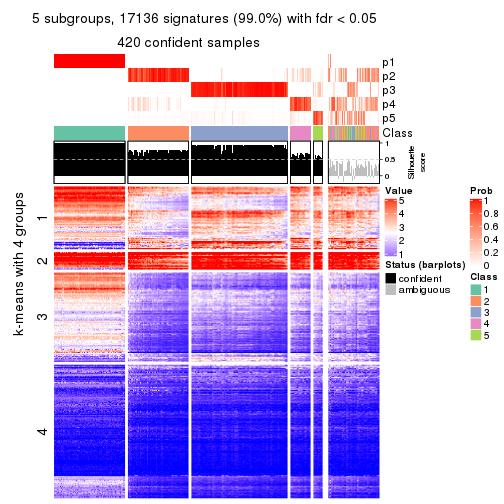 5 subgroups, 17136 signatures (99.0%) with fdr < 0.05
420 confident samples
p1
p2
p3
p4
p5
Class
1
0.5
0
Silhouette
score
k-means with 4 groups
1
2
3
4
Value
5
4
3
2
1
Status (barplots)
confident
ambiguous
Prob
1
0.8
0.6
0.4
0.2
0
Class
1
2
3
4
5